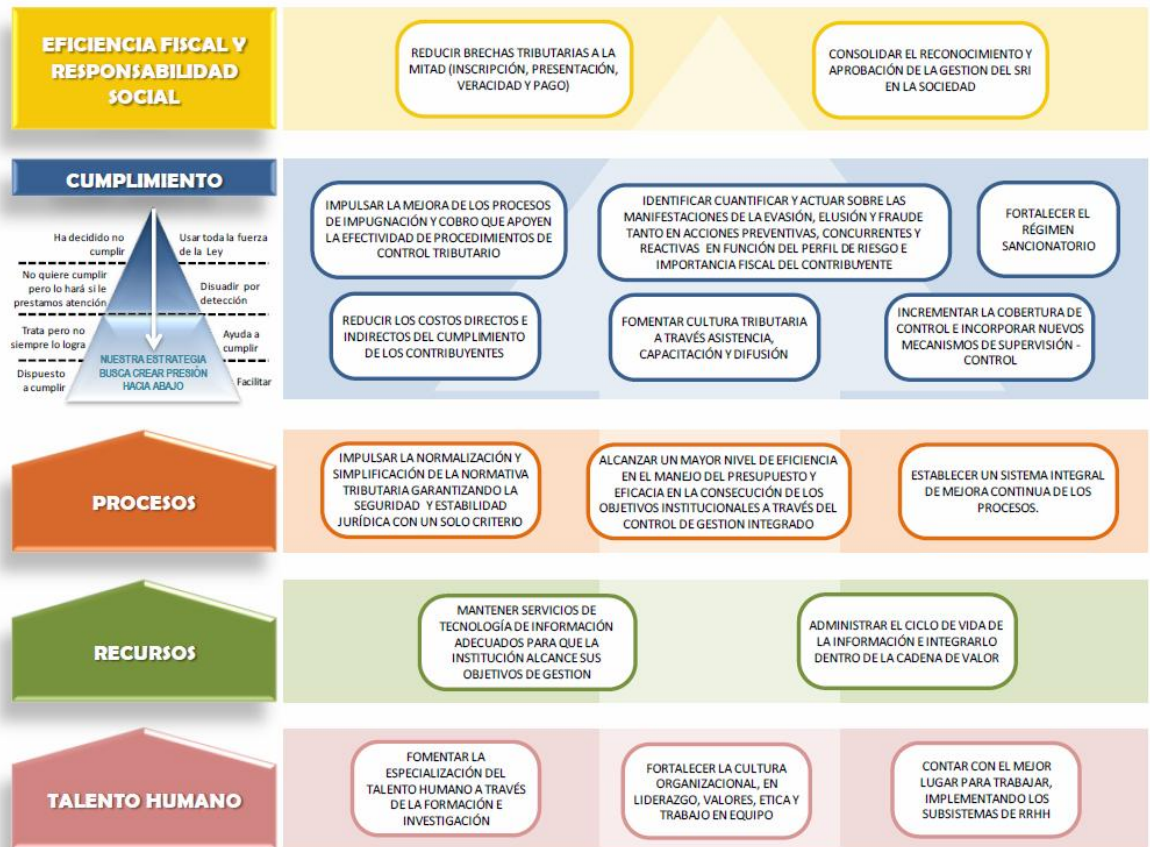 EFICIENCIA FISCAL Y
RESPONSABILIDAD
SOCIAL
REDUCIR BRECHAS TRIBUTARIAS A LA
MITAD (INSCRIPCIÓN, PRESENTACIÓN,
VERACIDAD Y PAGO)
CONSOLIDAR EL RECONOCIMIENTO Y
APROBACIÓN DE LA GESTION DEL SRI
EN LA SOCIEDAD
CUMPLIMIENTO
Ha decidido no
cumplir
Usar toda la fuerza
de la Ley
No quiere cumplir
pero lo hará si le
prestamos atención
Disuadir por
detección
Trata pero no
siempre lo logra
Ayuda a
cumplir
Dispuesto
a cumplir
Facilitar
NUESTRA ESTRATEGIA
BUSCA CREAR PRESIÓN
HACIA ABAJO
IMPULSAR LA MEJORA DE LOS PROCESOS
DE IMPUGNACIÓN Y COBRO QUE APOYEN
LA EFECTIVIDAD DE PROCEDIMIENTOS DE
CONTROL TRIBUTARIO
IDENTIFICAR CUANTIFICAR Y ACTUAR SOBRE LAS
MANIFESTACIONES DE LA EVASIÓN, ELUSIÓN Y FRAUDE
TANTO EN ACCIONES PREVENTIVAS, CONCURRENTES Y
REACTIVAS EN FUNCIÓN DEL PERFIL DE RIESGO E
IMPORTANCIA FISCAL DEL CONTRIBUYENTE
FORTALECER EL
RÉGIMEN
SANCIONATORIO
REDUCIR LOS COSTOS DIRECTOS E
INDIRECTOS DEL CUMPLIMIENTO
DE LOS CONTRIBUYENTES
FOMENTAR CULTURA TRIBUTARIA
A TRAVÉS ASISTENCIA,
CAPACITACIÓN Y DIFUSIÓN
INCREMENTAR LA COBERTURA DE
CONTROL E INCORPORAR NUEVOS
MECANISMOS DE SUPERVISIÓN -
CONTROL
PROCESOS
IMPULSAR LA NORMALIZACIÓN Y
SIMPLIFICACIÓN DE LA NORMATIVA
TRIBUTARIA GARANTIZANDO LA
SEGURIDAD Y ESTABILIDAD
JURÍDICA CON UN SOLO CRITERIO
ALCANZAR UN MAYOR NIVEL DE EFICIENCIA
EN EL MANEJO DEL PRESUPUESTO Y
EFICACIA EN LA CONSECUCIÓN DE LOS
OBJETIVOS INSTITUCIONALES A TRAVÉS DEL
CONTROL DE GESTION INTEGRADO
ESTABLECER UN SISTEMA INTEGRAL
DE MEJORA CONTINUA DE LOS
PROCESOS.
RECURSOS
MANTENER SERVICIOS DE
TECNOLOGÍA DE INFORMACIÓN
ADECUADOS PARA QUE LA
INSTITUCIÓN ALCANCE SUS
OBJETIVOS DE GESTION
ADMINISTRAR EL CICLO DE VIDA DE
LA INFORMACIÓN E INTEGRARLO
DENTRO DE LA CADENA DE VALOR
TALENTO HUMANO
FOMENTAR LA
ESPECIALIZACIÓN DEL
TALENTO HUMANO A TRAVÉS
DE LA FORMACIÓN E
INVESTIGACIÓN
FORTALECER LA CULTURA
ORGANIZACIONAL, EN
LIDERAZGO, VALORES, ETICA Y
TRABAJO EN EQUIPO
CONTAR CON EL MEJOR
LUGAR PARA TRABAJAR,
IMPLEMENTANDO LOS
SUBSISTEMAS DE RRHH